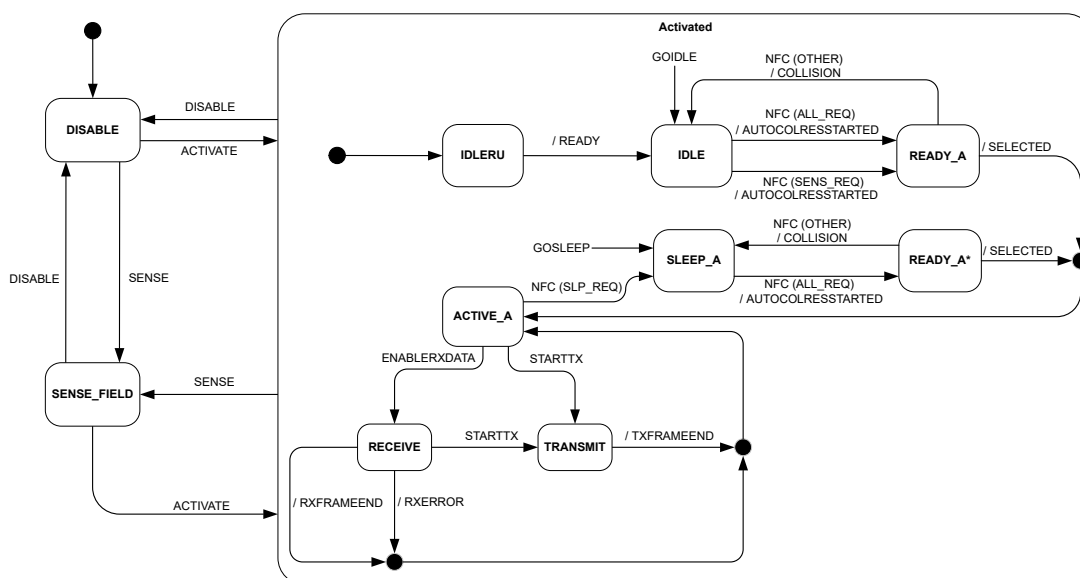 Activated
GOIDLE
NFC (OTHER)
/ COLLISION
DISABLE
DISABLE
ACTIVATE
IDLERU
/ READY
IDLE
NFC (ALL_REQ)
/ AUTOCOLRESSTARTED
READY_A
/ SELECTED
NFC (SENS_REQ)
/ AUTOCOLRESSTARTED
NFC (OTHER)
/ COLLISION
GOSLEEP
SLEEP_A
READY_A*
/ SELECTED
DISABLE
SENSE
NFC (SLP_REQ)
NFC (ALL_REQ)
/ AUTOCOLRESSTARTED
ACTIVE_A
ENABLERXDATA
STARTTX
SENSE_FIELD
SENSE
RECEIVE
STARTTX
TRANSMIT
/ TXFRAMEEND
/ RXFRAMEEND
/ RXERROR
ACTIVATE